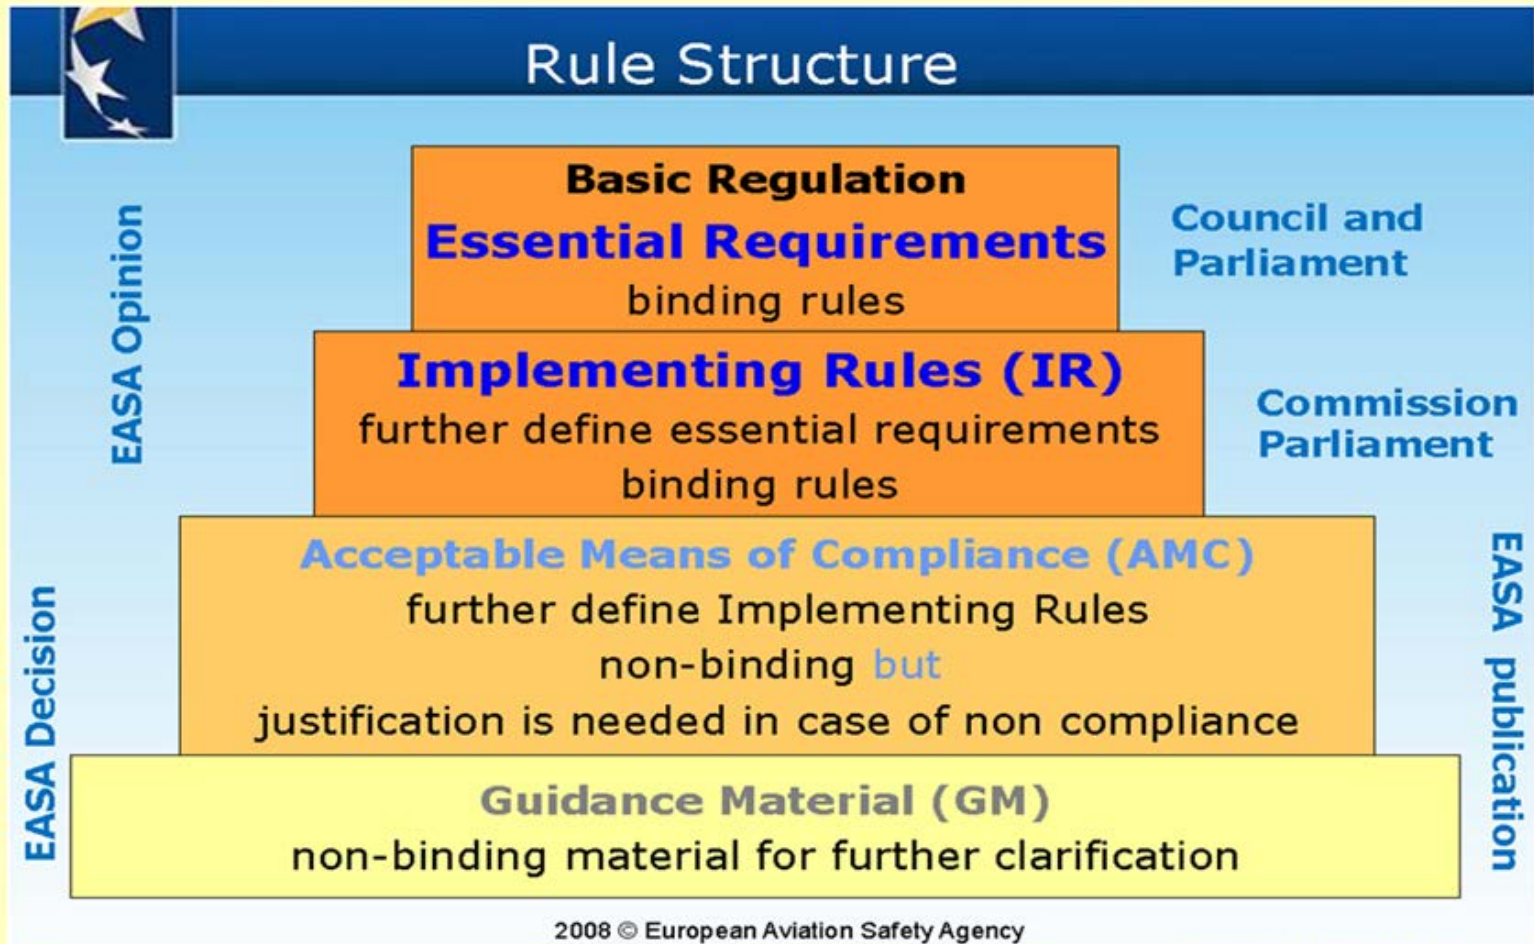 Rule Structure
Basic Regulation
Essential Requirements
binding rules
Council and
Parliament
EASA Opinion
Implementing Rules (IR)
further define essential requirements
binding rules
Commission
Parliament
Acceptable Means of Compliance (AMC)
further define Implementing Rules
non-binding but
justification is needed in case of non compliance
EASA Decision
EASA publication
Guidance Material (GM)
non-binding material for further clarification
2008 © European Aviation Safety Agency